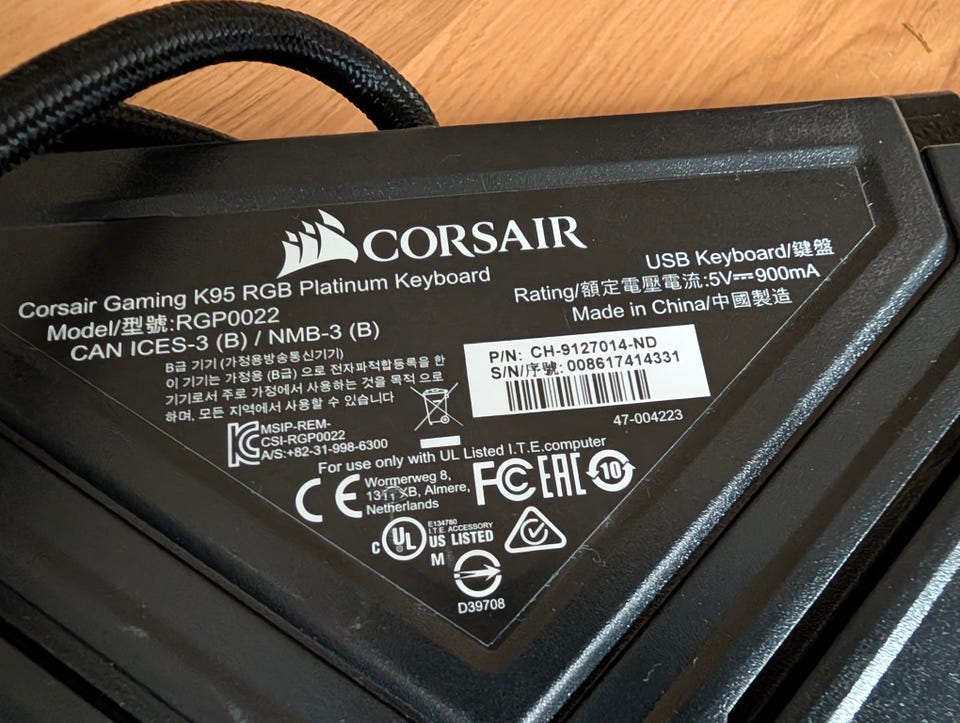 CORSAIR
Corsair Gaming K95 RGB Platinum Keyboard
Model/型號:RGP0022
CAN ICES-3 (B) / NMB-3 (B)
USB Keyboard/鍵盤
Rating/額定電壓電流:5V⎓900mA
Made in China/中國製造
B급 기기 (가정용방송통신기기)
이 기기는 가정용 (B급) 으로 전자파적합등록을 한
기기로서 주로 가정에서 사용하는 것을 목적 으로
하며, 모든 지역에서 사용할 수 있습니다
P/N: CH-9127014-ND
S/N/序號: 008617414331
47-004223
MSIP-REM-
CSI-RGP0022
A/S:+82-31-998-6300
For use only with UL Listed I.T.E.computer
CE
Wormerweg 8,
1311 XB, Almere,
Netherlands
FC EAC 10
c UL US LISTED
E134780
I.T.E. ACCESSORY
M
D39708